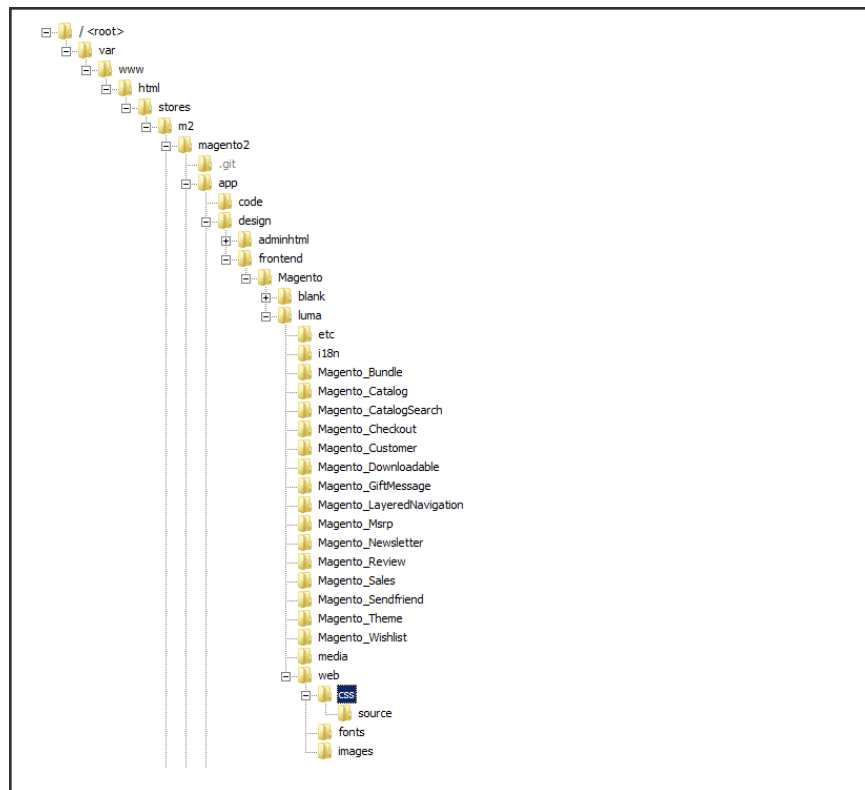 / <root>
var
www
html
stores
m2
magento2
.git
app
code
design
adminhtml
frontend
Magento
blank
luma
etc
i18n
Magento_Bundle
Magento_Catalog
Magento_CatalogSearch
Magento_Checkout
Magento_Customer
Magento_Downloadable
Magento_GiftMessage
Magento_LayeredNavigation
Magento_Msrp
Magento_Newsletter
Magento_Review
Magento_Sales
Magento_Sendfriend
Magento_Theme
Magento_Wishlist
media
web
css
source
fonts
images